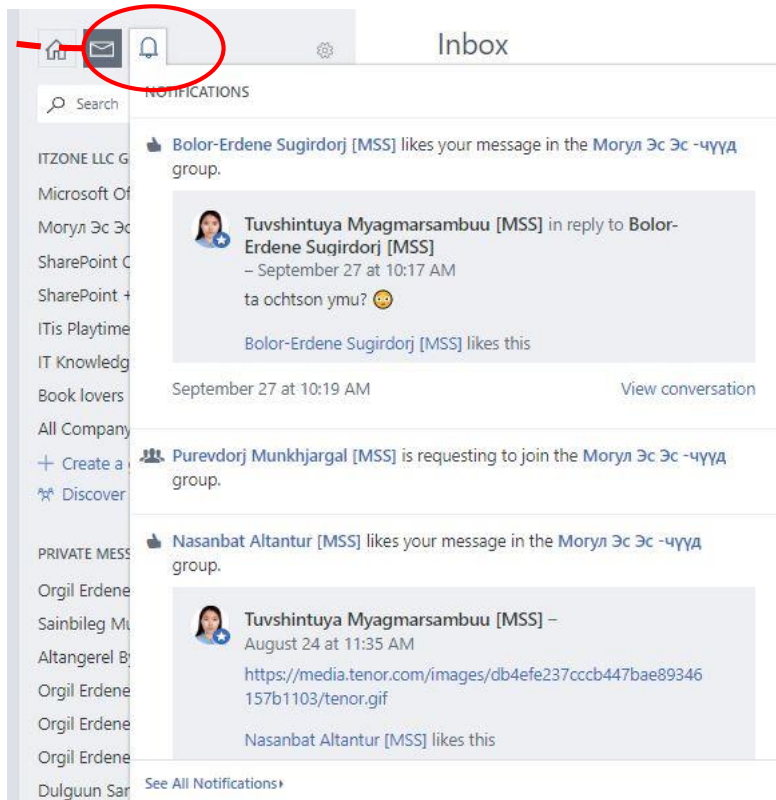 Inbox
Search
NOTIFICATIONS
ITZONE LLC G
Microsoft Of
Могул Эс Эс
SharePoint C
SharePoint +
ITis Playtime
IT Knowledg
Book lovers
All Company
+ Create a
Discover
PRIVATE MESS
Orgil Erdene
Sainbileg Mu
Altangerel B
Orgil Erdene
Orgil Erdene
Orgil Erdene
Dulguun Sar
Bolor-Erdene Sugirdorj [MSS] likes your message in the Могул Эс Эс -чүүд
group.
Tuvshintuya Myagmarsambuu [MSS] in reply to Bolor-
Erdene Sugirdorj [MSS]
– September 27 at 10:17 AM
ta ochtson ymu? 😳
Bolor-Erdene Sugirdorj [MSS] likes this
September 27 at 10:19 AM View conversation
Purevdorj Munkhjargal [MSS] is requesting to join the Могул Эс Эс -чүүд
group.
Nasanbat Altantur [MSS] likes your message in the Могул Эс Эс -чүүд
group.
Tuvshintuya Myagmarsambuu [MSS] –
August 24 at 11:35 AM
https://media.tenor.com/images/db4efe237cccb447bae89346
157b1103/tenor.gif
Nasanbat Altantur [MSS] likes this
See All Notifications